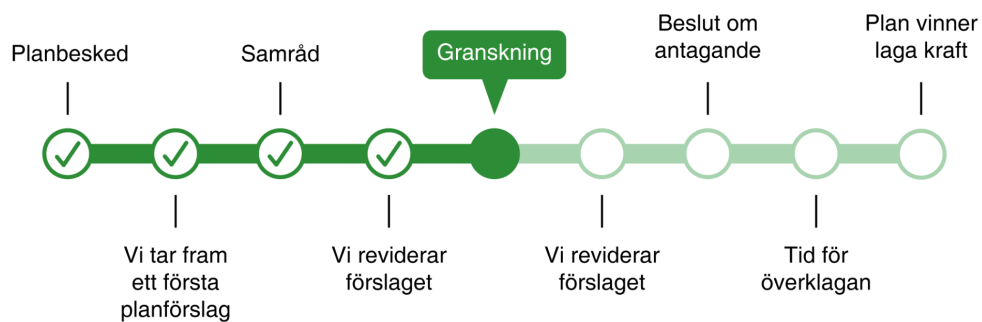 Planbesked
Vi tar fram
ett första
planförslag
Samråd
Vi reviderar
förslaget
Granskning
Vi reviderar
förslaget
Beslut om
antagande
Tid för
överklagan
Plan vinner
laga kraft